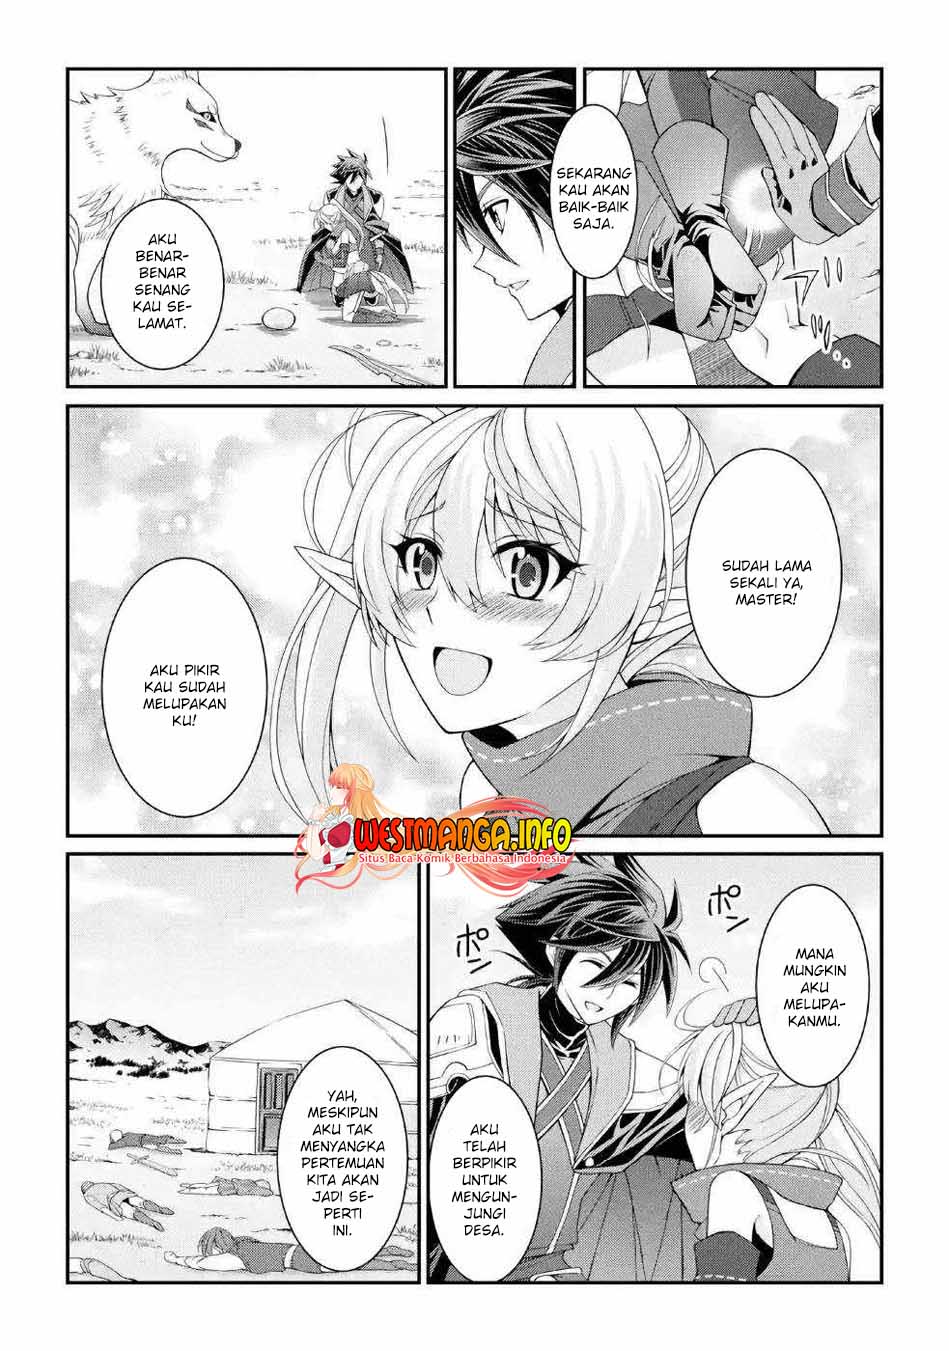 SEKARANG
KAU AKAN
BAIK-BAIK
SAJA.
AKU
BENAR-
BENAR
SENANG
KAU SE-
LAMAT.
SUDAH LAMA
SEKALI YA,
MASTER!
AKU PIKIR
KAU SUDAH
MELUPAKAN
KU!
WESTMANGA.INFO
Situs Baca Komik Berbahasa Indonesia
MANA
MUNGKIN
AKU
MELUPA-
KANMU.
ポン
ポン
AKU
TELAH
BERPIKIR
UNTUK
MENGUN-
JUNGI
DESA.
YAH,
MESKIPUN
AKU TAK
MENYANGKA
PERTEMUAN
KITA AKAN
JADI SE-
PERTI
INI.